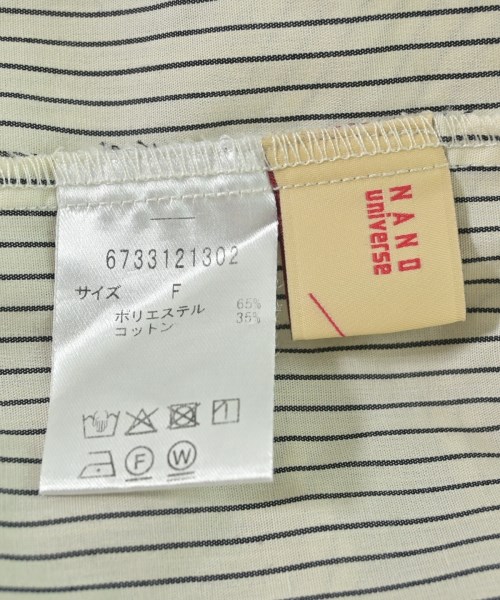 6733121302
サイズ F
ポリエステル 65%
コットン 35%
F W
NANO
universe